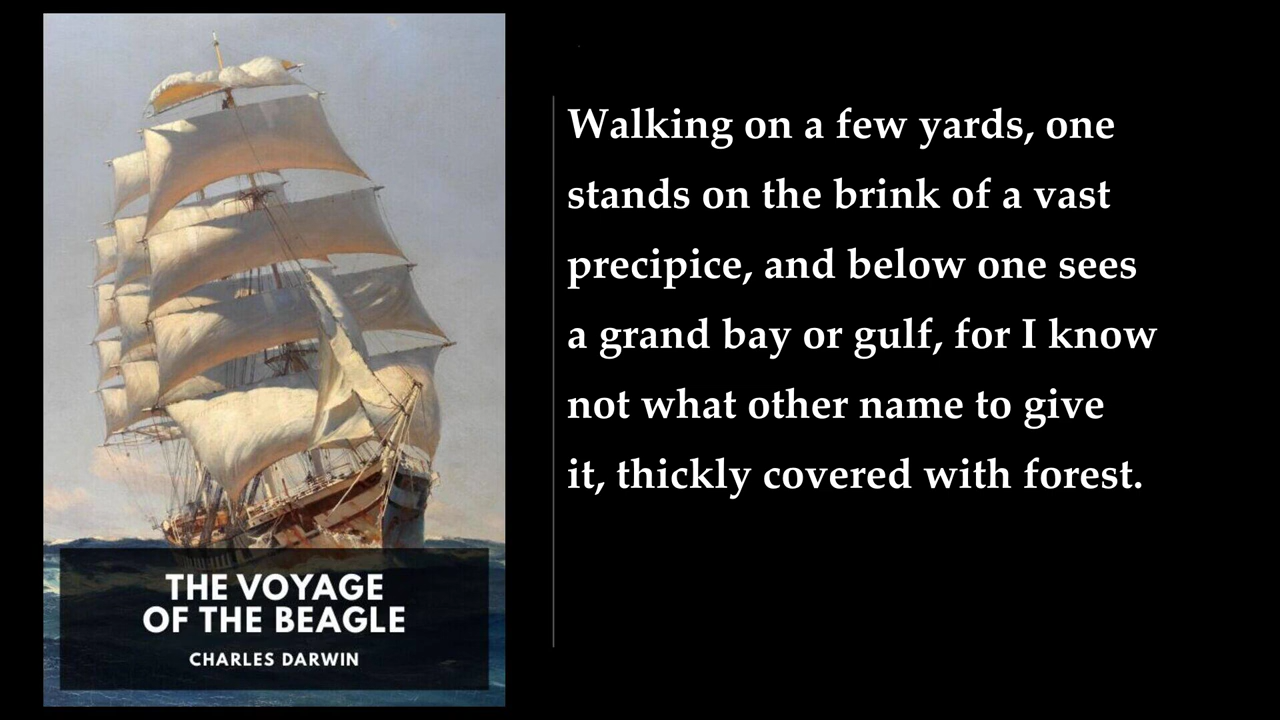 THE VOYAGE
OF THE BEAGLE
CHARLES DARWIN
Walking on a few yards, one
stands on the brink of a vast
precipice, and below one sees
a grand bay or gulf, for I know
not what other name to give
it, thickly covered with forest.